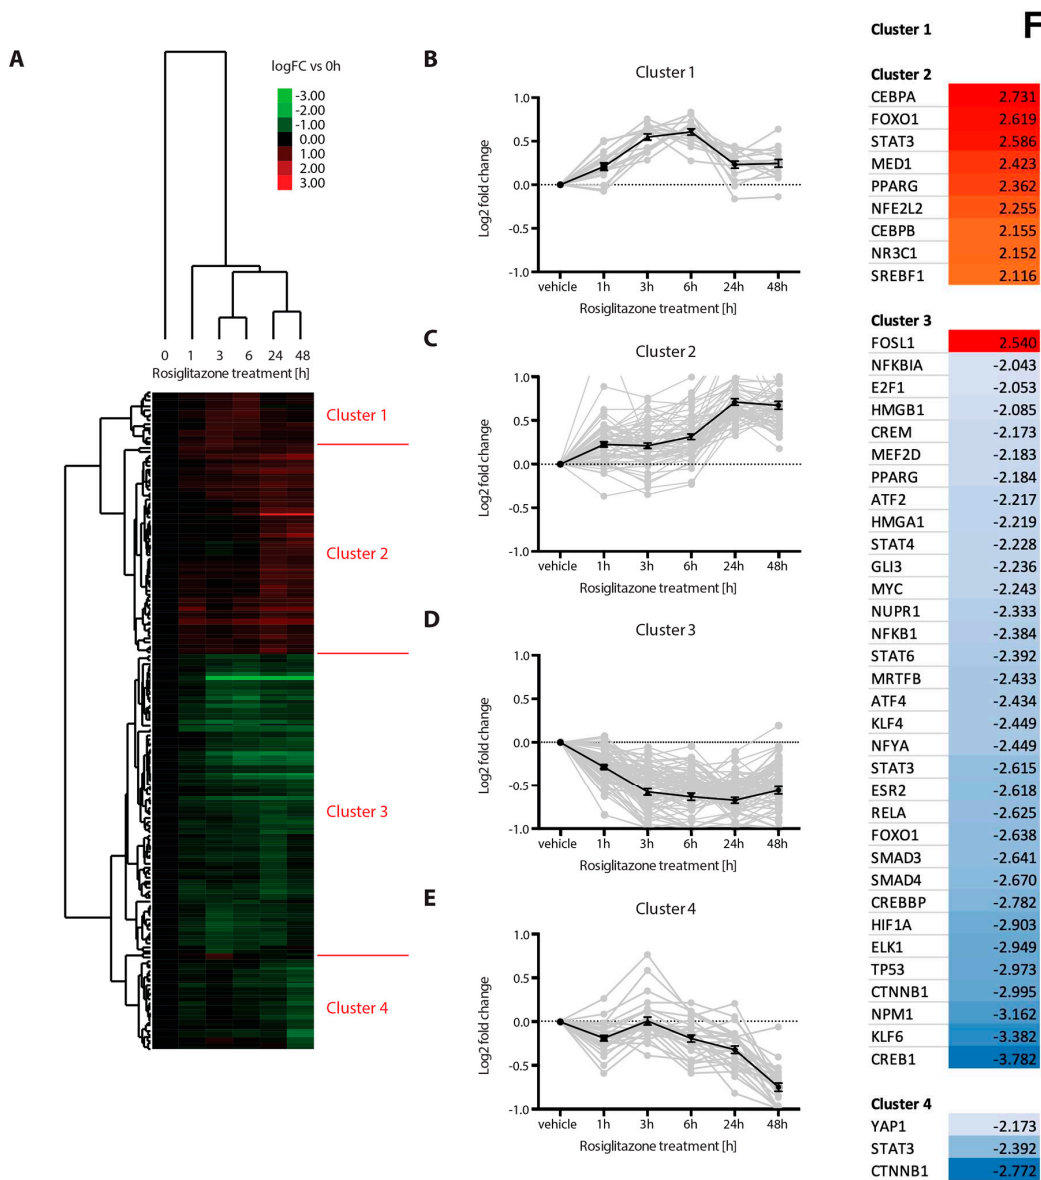 A
logFC vs 0h
-3.00
-2.00
-1.00
0.00
1.00
2.00
3.00
0 1 3 6 24 48
Rosiglitazone treatment [h]
Cluster 1
Cluster 2
Cluster 3
Cluster 4
B
Cluster 1
Log2 fold change
1.0
0.5
0.0
-0.5
-1.0
vehicle 1h 3h 6h 24h 48h
Rosiglitazone treatment [h]
C
Cluster 2
Log2 fold change
1.0
0.5
0.0
-0.5
-1.0
vehicle 1h 3h 6h 24h 48h
Rosiglitazone treatment [h]
D
Cluster 3
Log2 fold change
1.0
0.5
0.0
-0.5
-1.0
vehicle 1h 3h 6h 24h 48h
Rosiglitazone treatment [h]
E
Cluster 4
Log2 fold change
1.0
0.5
0.0
-0.5
-1.0
vehicle 1h 3h 6h 24h 48h
Rosiglitazone treatment [h]
F
Cluster 1
Cluster 2
CEBPA 2.731
FOXO1 2.619
STAT3 2.586
MED1 2.423
PPARG 2.362
NFE2L2 2.255
CEBPB 2.155
NR3C1 2.152
SREBF1 2.116
Cluster 3
FOSL1 2.540
NFKBIA -2.043
E2F1 -2.053
HMGB1 -2.085
CREM -2.173
MEF2D -2.183
PPARG -2.184
ATF2 -2.217
HMGA1 -2.219
STAT4 -2.228
GLI3 -2.236
MYC -2.243
NUPR1 -2.333
NFKB1 -2.384
STAT6 -2.392
MRTFB -2.433
ATF4 -2.434
KLF4 -2.449
NFYA -2.449
STAT3 -2.615
ESR2 -2.618
RELA -2.625
FOXO1 -2.638
SMAD3 -2.641
SMAD4 -2.670
CREBBP -2.782
HIF1A -2.903
ELK1 -2.949
TP53 -2.973
CTNNB1 -2.995
NPM1 -3.162
KLF6 -3.382
CREB1 -3.782
Cluster 4
YAP1 -2.173
STAT3 -2.392
CTNNB1 -2.772